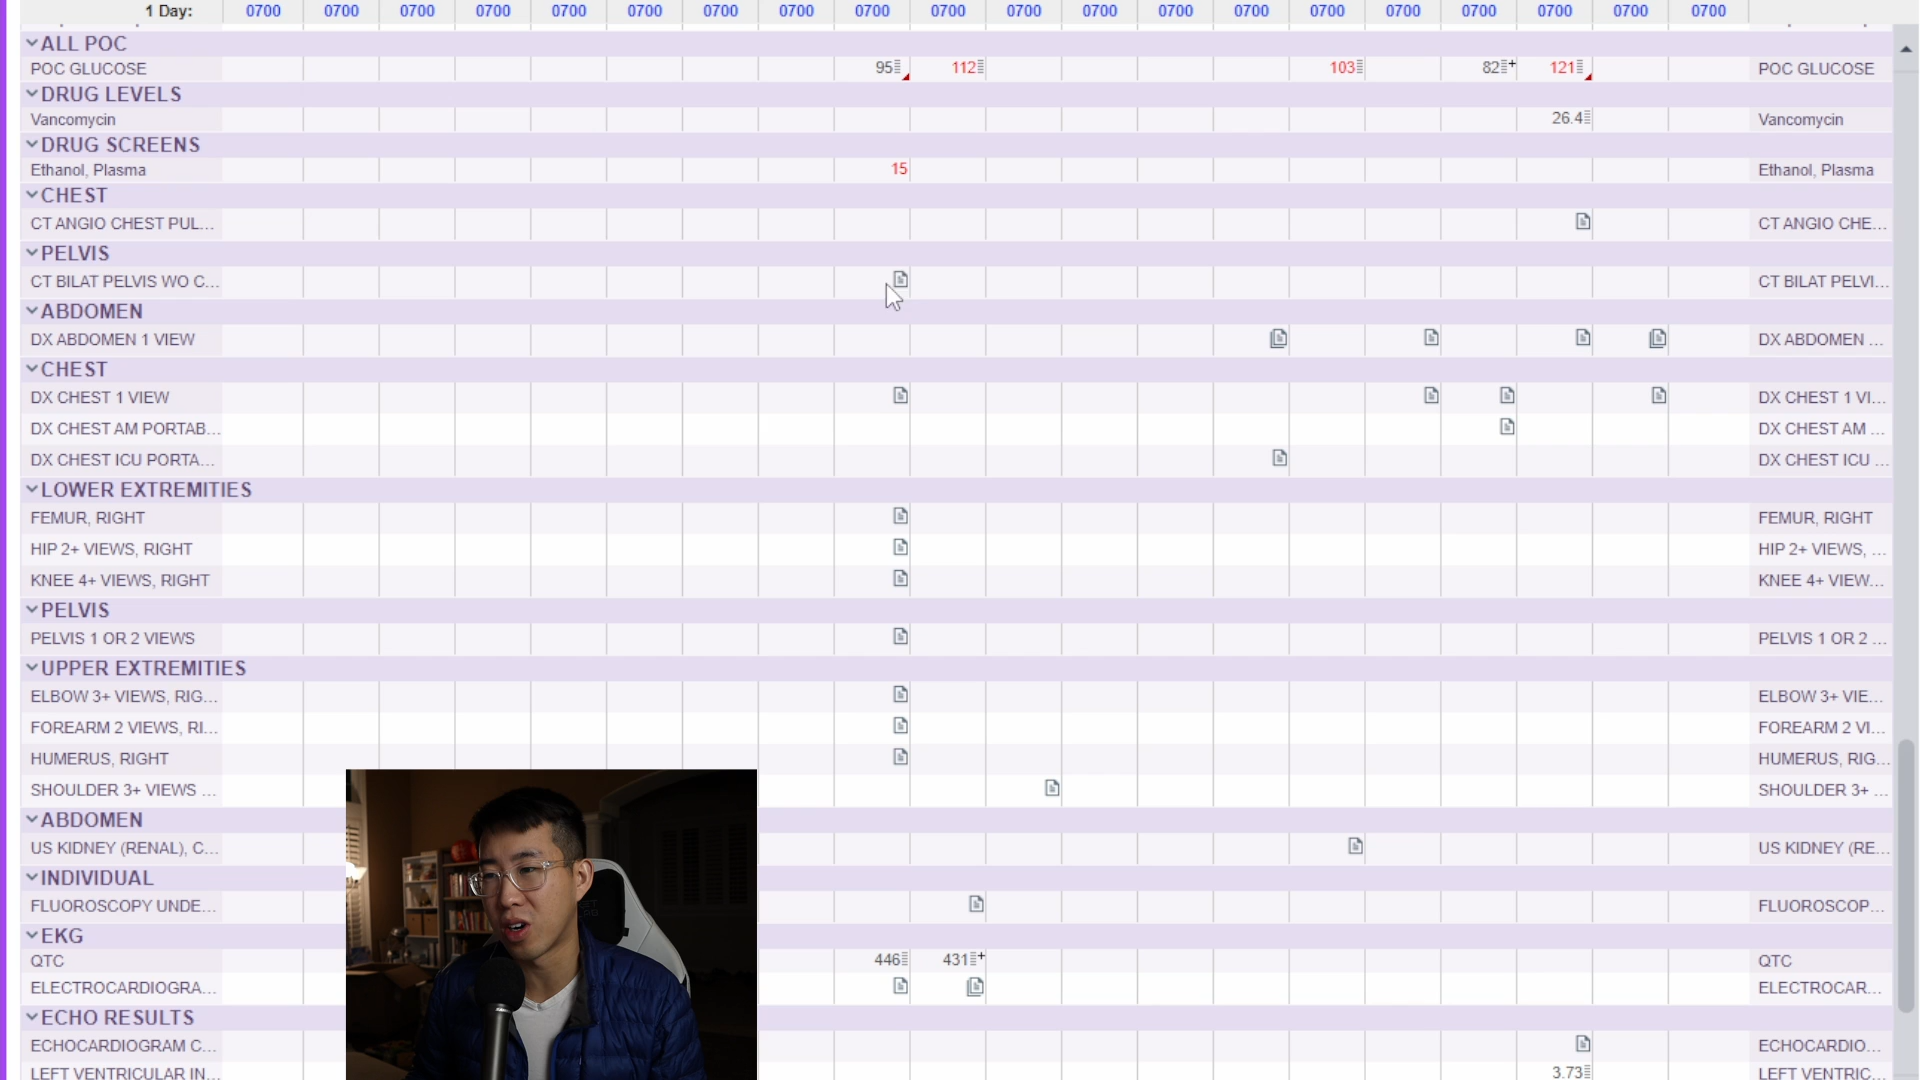 1 Day: 0700 0700 0700 0700 0700 0700 0700 0700 0700 0700 0700 0700 0700 0700 0700 0700 0700 0700 0700 0700
ALL POC
POC GLUCOSE 95 112 103 82+ 121 POC GLUCOSE
DRUG LEVELS
Vancomycin 26.4 Vancomycin
DRUG SCREENS
Ethanol, Plasma 15 Ethanol, Plasma
CHEST
CT ANGIO CHEST PUL... CT ANGIO CHE...
PELVIS
CT BILAT PELVIS WO C... CT BILAT PELVI...
ABDOMEN
DX ABDOMEN 1 VIEW DX ABDOMEN ...
CHEST
DX CHEST 1 VIEW DX CHEST 1 VI...
DX CHEST AM PORTAB... DX CHEST AM ...
DX CHEST ICU PORTA... DX CHEST ICU ...
LOWER EXTREMITIES
FEMUR, RIGHT FEMUR, RIGHT
HIP 2+ VIEWS, RIGHT HIP 2+ VIEWS, ...
KNEE 4+ VIEWS, RIGHT KNEE 4+ VIEW...
PELVIS
PELVIS 1 OR 2 VIEWS PELVIS 1 OR 2 ...
UPPER EXTREMITIES
ELBOW 3+ VIEWS, RIG... ELBOW 3+ VIE...
FOREARM 2 VIEWS, RI... FOREARM 2 VI...
HUMERUS, RIGHT HUMERUS, RIG...
SHOULDER 3+ VIEWS ... SHOULDER 3+ ...
ABDOMEN
US KIDNEY (RENAL), C... US KIDNEY (RE...
INDIVIDUAL
FLUOROSCOPY UNDE... FLUOROSCOP...
EKG
QTC 446 431+ QTC
ELECTROCARDIOGRA... ELECTROCAR...
ECHO RESULTS
ECHOCARDIOGRAM C... ECHOCARDIO...
LEFT VENTRICULAR IN... 3.73 LEFT VENTRIC...